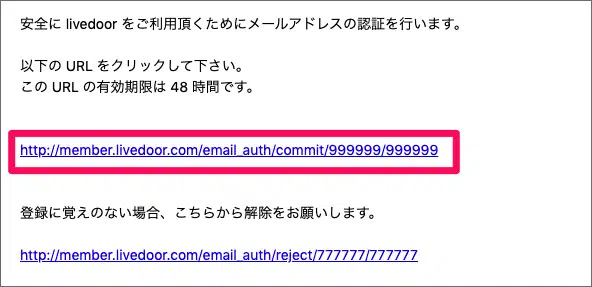 安全に livedoor をご利用頂くためにメールアドレスの認証を行います。
以下の URL をクリックして下さい。
この URL の有効期限は 48 時間です。
http://member.livedoor.com/email_auth/commit/999999/999999
登録に覚えのない場合、こちらから解除をお願いします。
http://member.livedoor.com/email_auth/reject/777777/777777